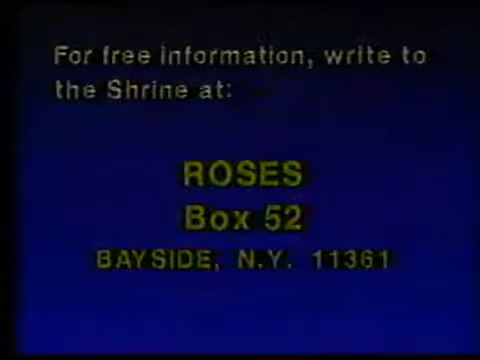 For free information, write to
the Shrine at:
ROSES
Box 52
BAYSIDE, N.Y. 11361